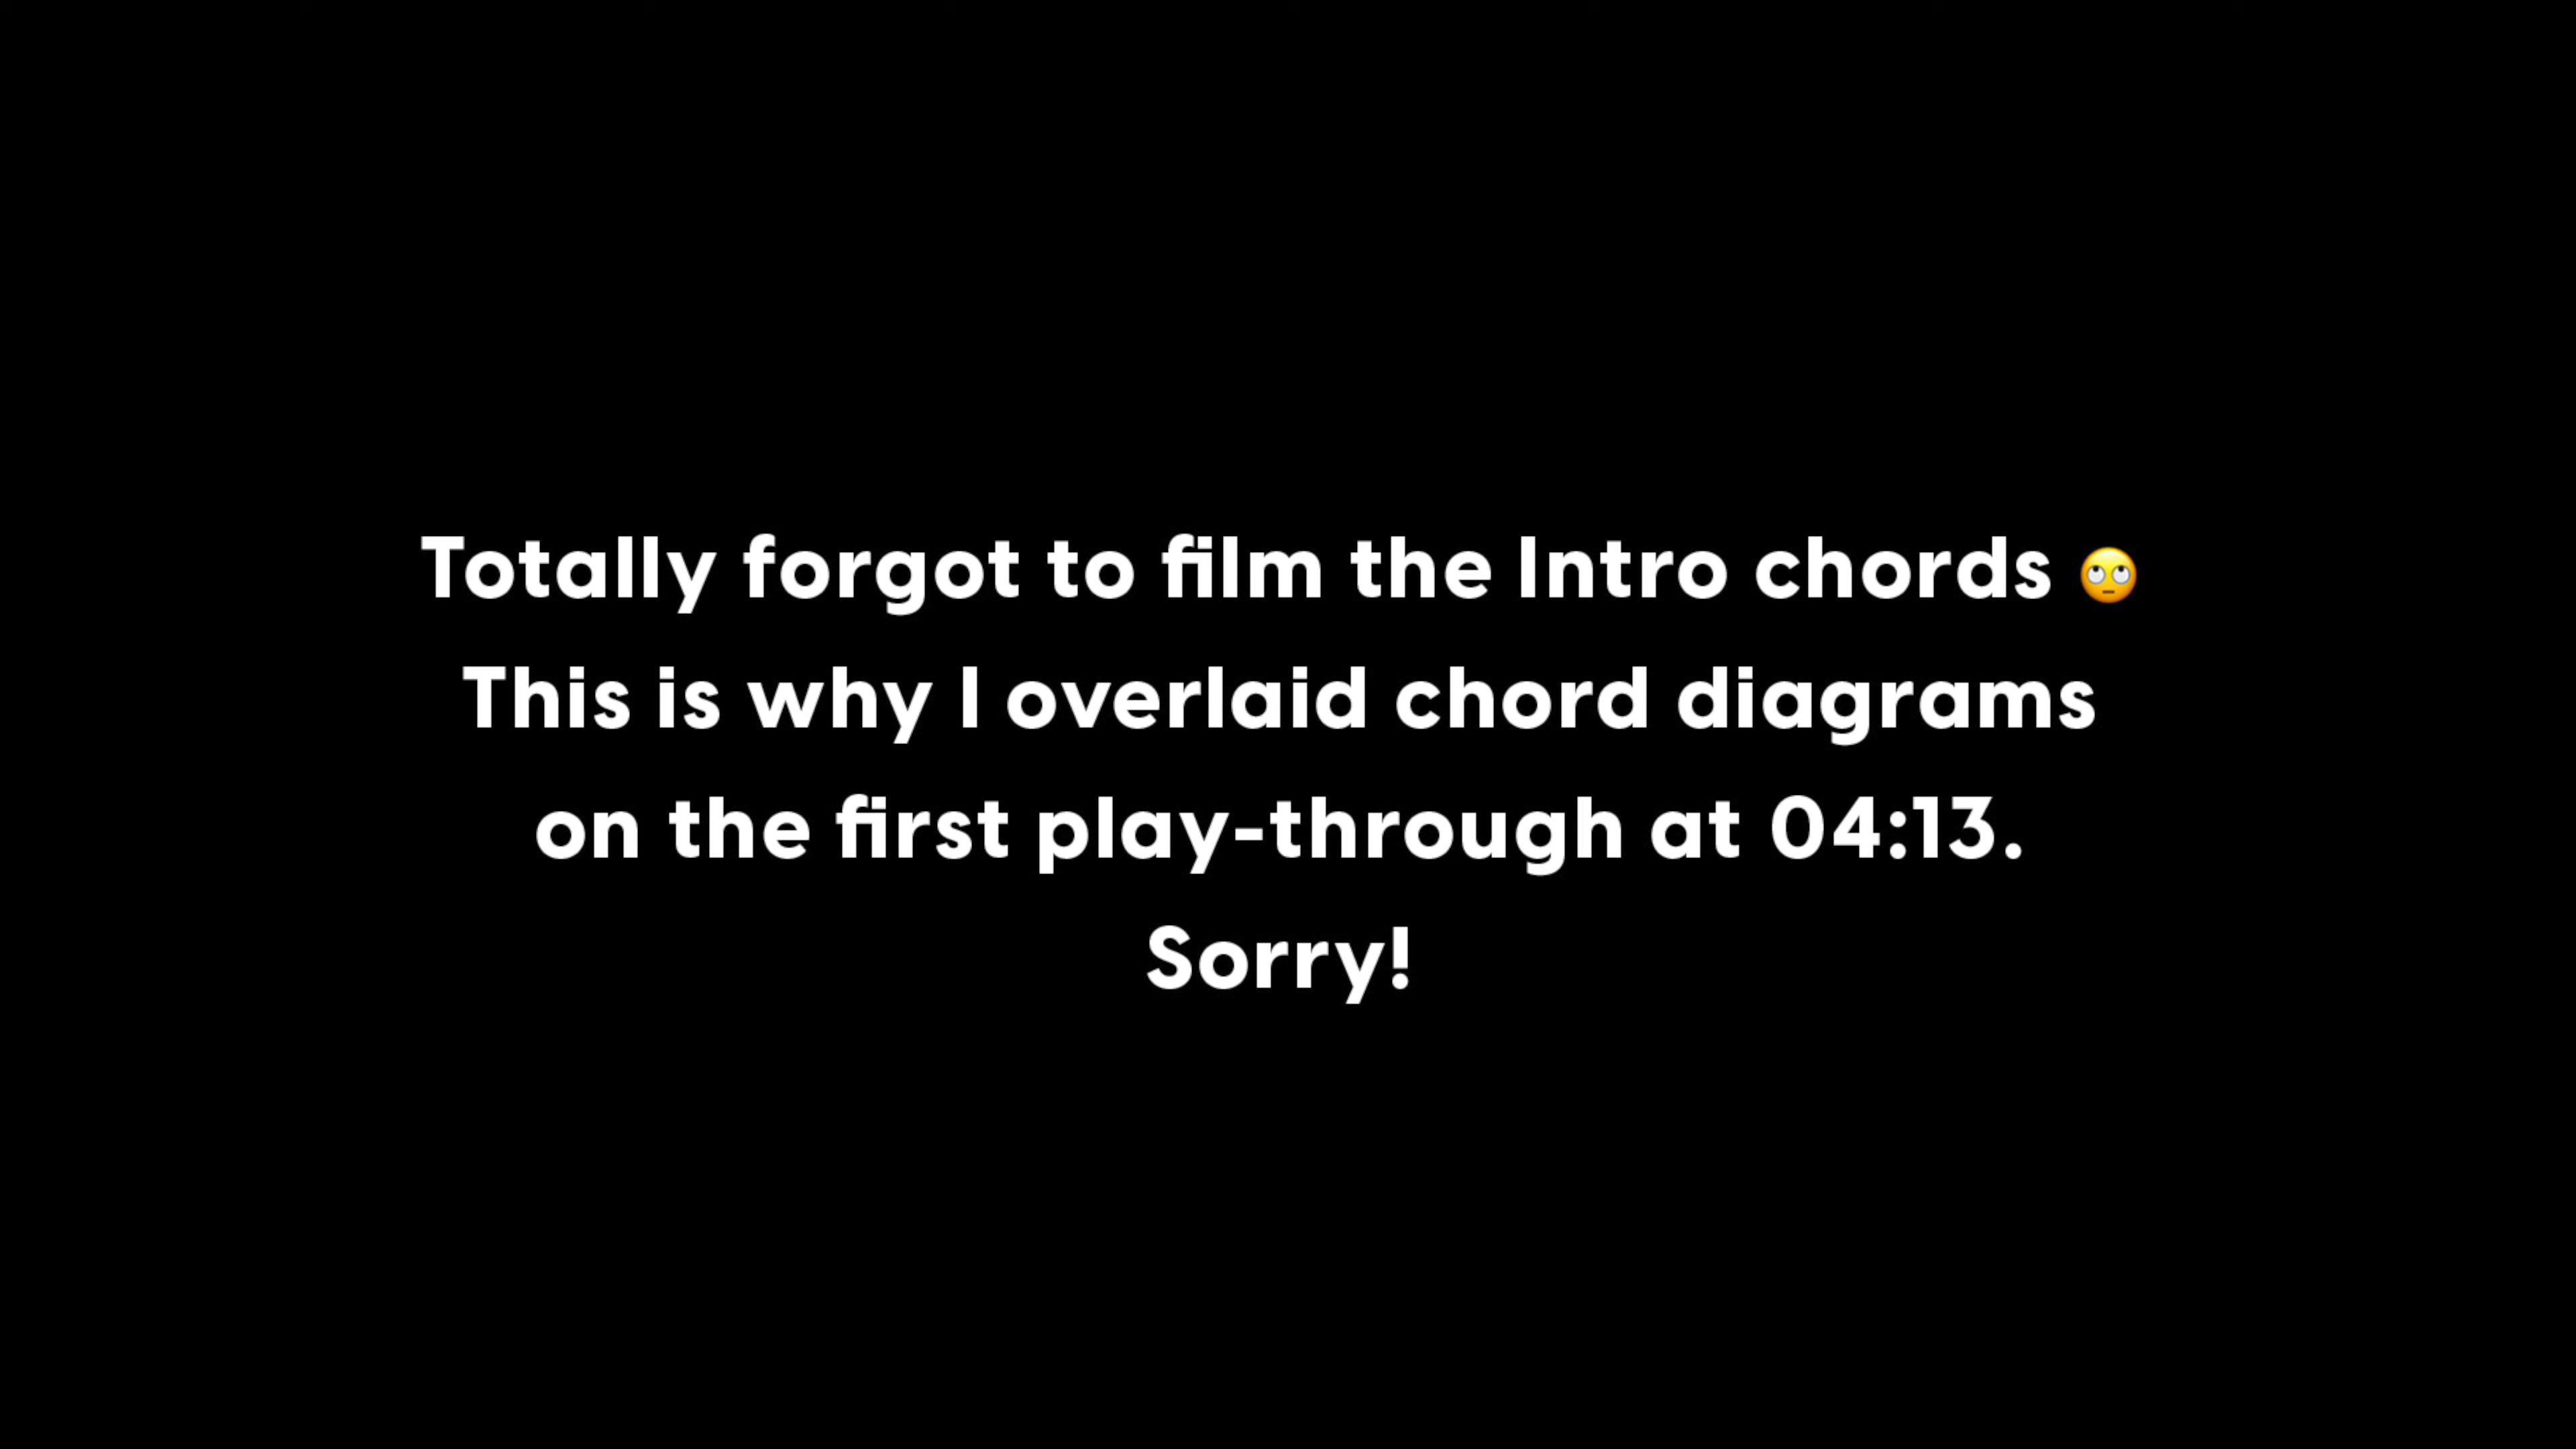 Totally forgot to film the Intro chords 🙄
This is why I overlaid chord diagrams
on the first play-through at 04:13.
Sorry!